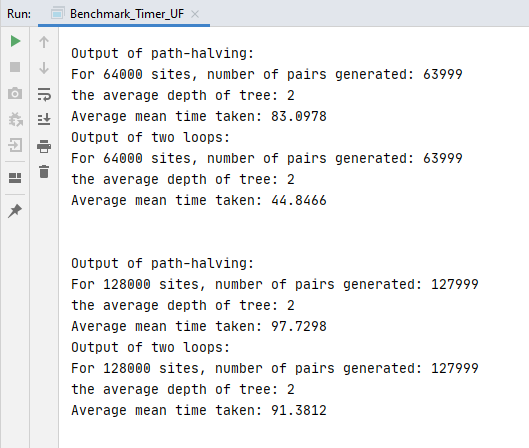 Run: Benchmark_Timer_UF
Output of path-halving:
For 64000 sites, number of pairs generated: 63999
the average depth of tree: 2
Average mean time taken: 83.0978
Output of two loops:
For 64000 sites, number of pairs generated: 63999
the average depth of tree: 2
Average mean time taken: 44.8466
Output of path-halving:
For 128000 sites, number of pairs generated: 127999
the average depth of tree: 2
Average mean time taken: 97.7298
Output of two loops:
For 128000 sites, number of pairs generated: 127999
the average depth of tree: 2
Average mean time taken: 91.3812